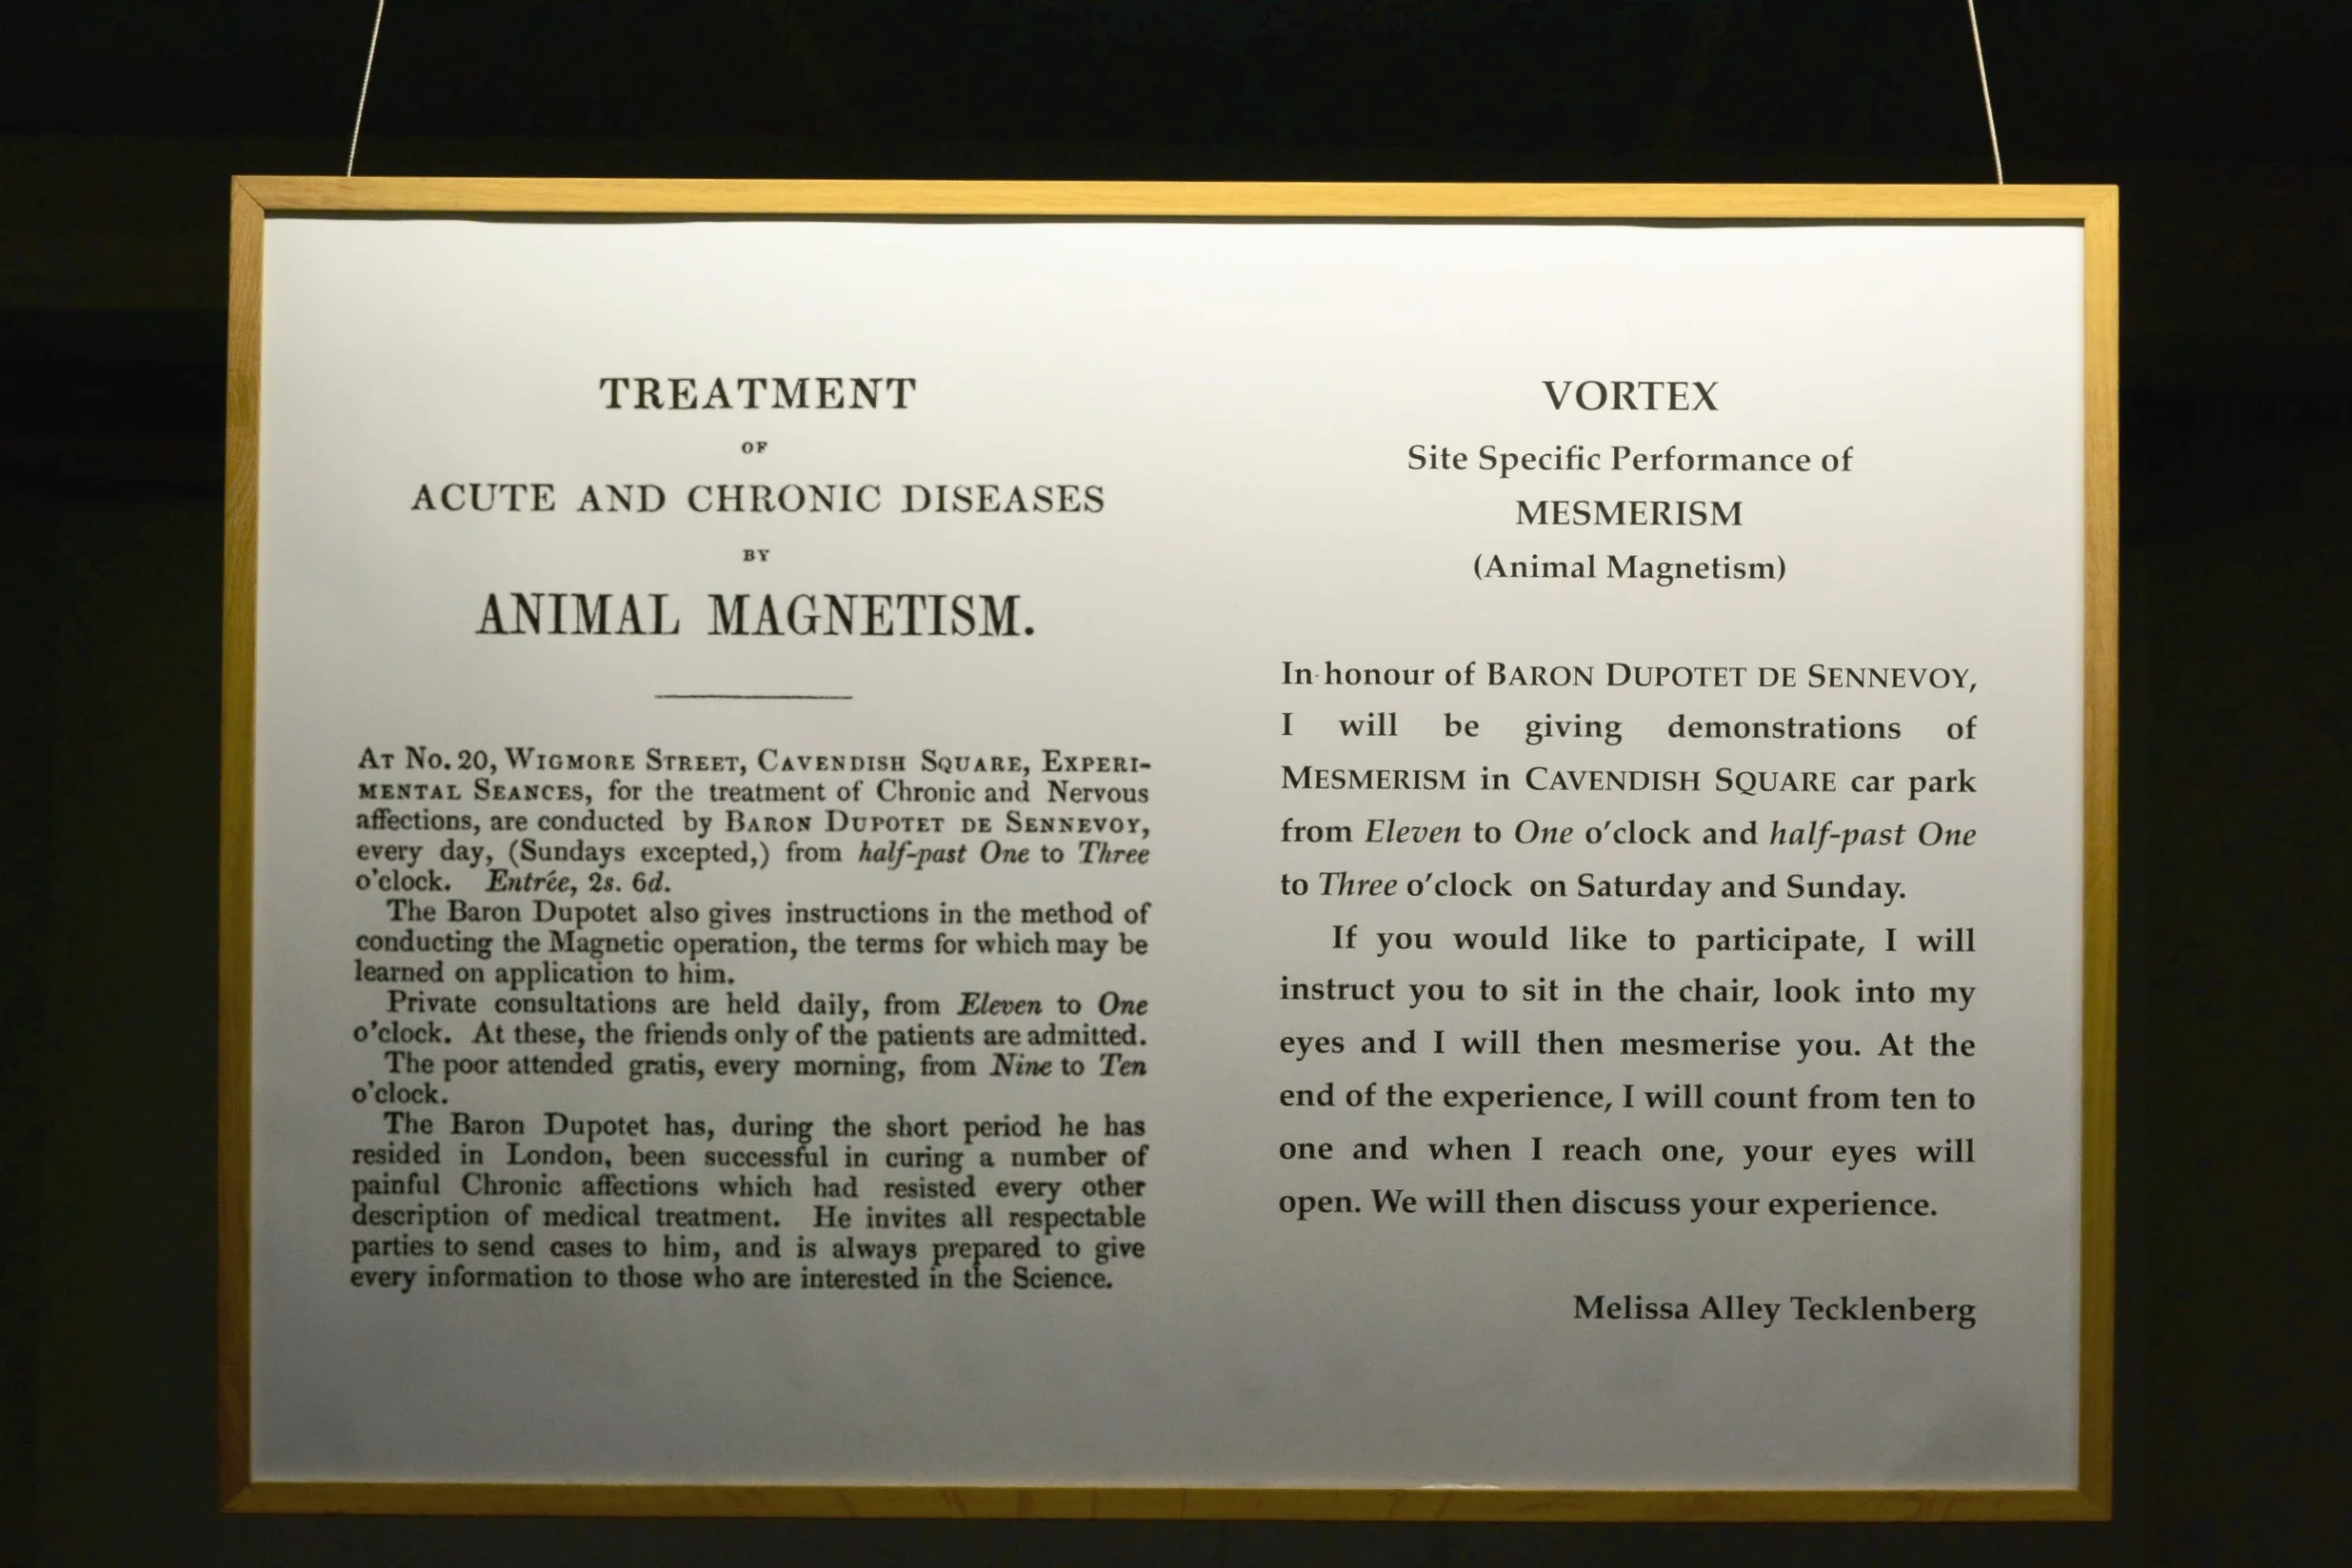 TREATMENT
OF
ACUTE AND CHRONIC DISEASES
BY
ANIMAL MAGNETISM.
AT NO. 20, WIGMORE STREET, CAVENDISH SQUARE, EXPERI-
MENTAL SEANCES, for the treatment of Chronic and Nervous
affections, are conducted by BARON DUPOTET DE SENNEVOY,
every day, (Sundays excepted,) from half-past One to Three
o'clock. Entrée, 2s. 6d.
The Baron Dupotet also gives instructions in the method of
conducting the Magnetic operation, the terms for which may be
learned on application to him.
Private consultations are held daily, from Eleven to One
o'clock. At these, the friends only of the patients are admitted.
The poor attended gratis, every morning, from Nine to Ten
o'clock.
The Baron Dupotet has, during the short period he has
resided in London, been successful in curing a number of
painful Chronic affections which had resisted every other
description of medical treatment. He invites all respectable
parties to send cases to him, and is always prepared to give
every information to those who are interested in the Science.
VORTEX
Site Specific Performance of
MESMERISM
(Animal Magnetism)
In honour of BARON DUPOTET DE SENNEVOY,
I will be giving demonstrations of
MESMERISM in CAVENDISH SQUARE car park
from Eleven to One o'clock and half-past One
to Three o'clock on Saturday and Sunday.
If you would like to participate, I will
instruct you to sit in the chair, look into my
eyes and I will then mesmerise you. At the
end of the experience, I will count from ten to
one and when I reach one, your eyes will
open. We will then discuss your experience.
Melissa Alley Tecklenberg